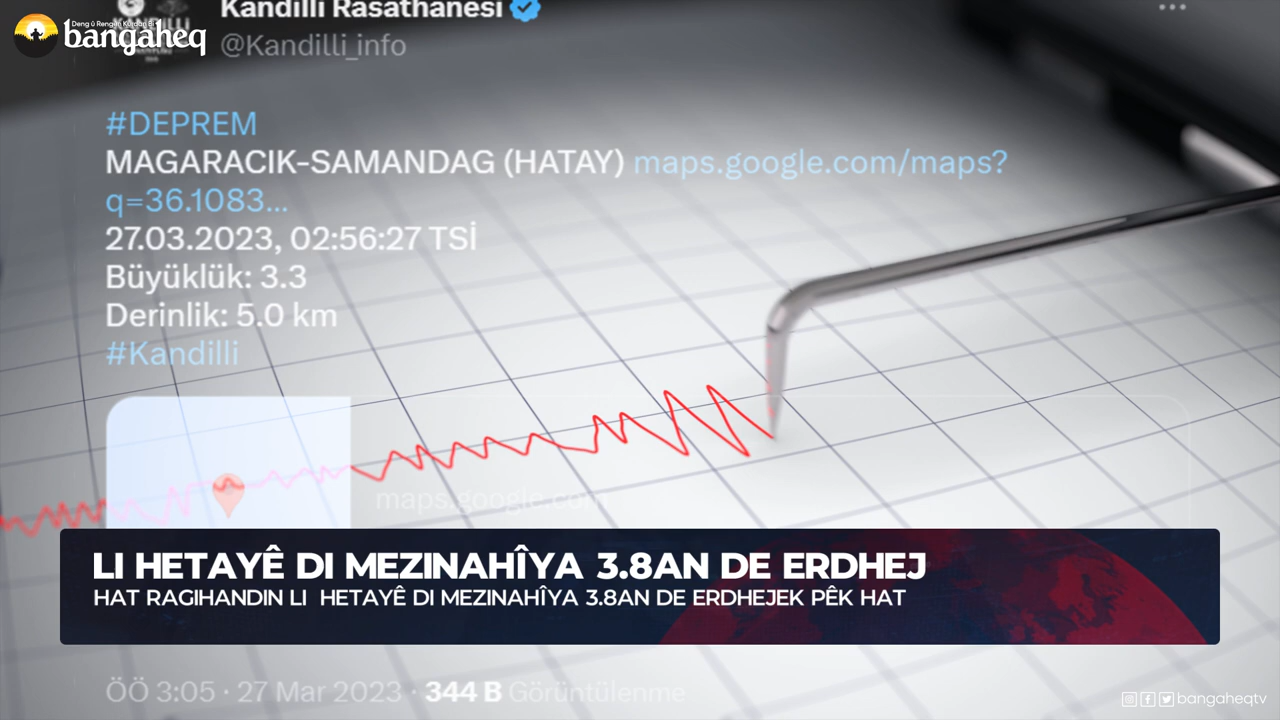 Kandilli Rasathanesi
Deng û Rengên Kurdan Bi
bangaheq
@Kandilli_info
#DEPREM
MAGARACIK-SAMANDAG (HATAY) maps.google.com/maps?
q=36.1083...
27.03.2023, 02:56:27 TSİ
Büyüklük: 3.3
Derinlik: 5.0 km
#Kandilli
maps.google.com
LI HETAYÊ DI MEZINAHÎYA 3.8AN DE ERDHEJ
HAT RAGIHANDIN LI HETAYÊ DI MEZINAHÎYA 3.8AN DE ERDHEJEK PÊK HAT
ÖÖ 3:05 · 27 Mar 2023 · 344 B Görüntülenme
bangaheqtv